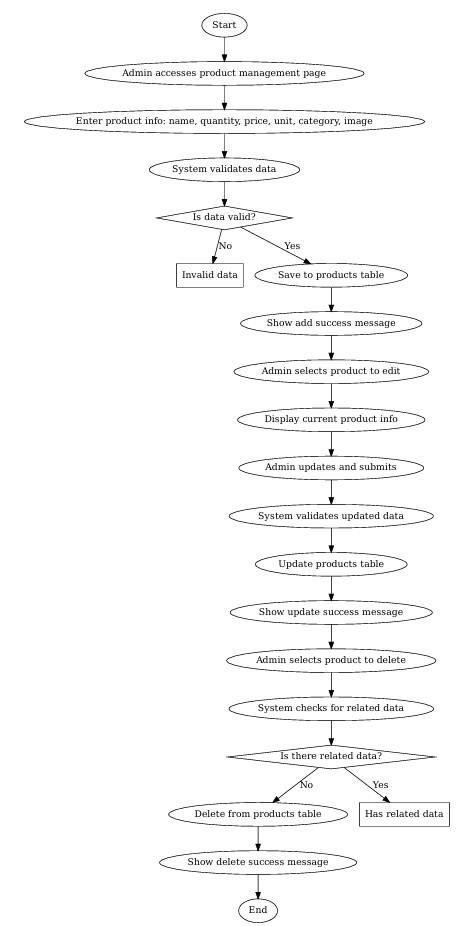 Start
Admin accesses product management page
Enter product info: name, quantity, price, unit, category, image
System validates data
Is data valid?
No
Yes
Invalid data
Save to products table
Show add success message
Admin selects product to edit
Display current product info
Admin updates and submits
System validates updated data
Update products table
Show update success message
Admin selects product to delete
System checks for related data
Is there related data?
No
Yes
Delete from products table
Has related data
Show delete success message
End